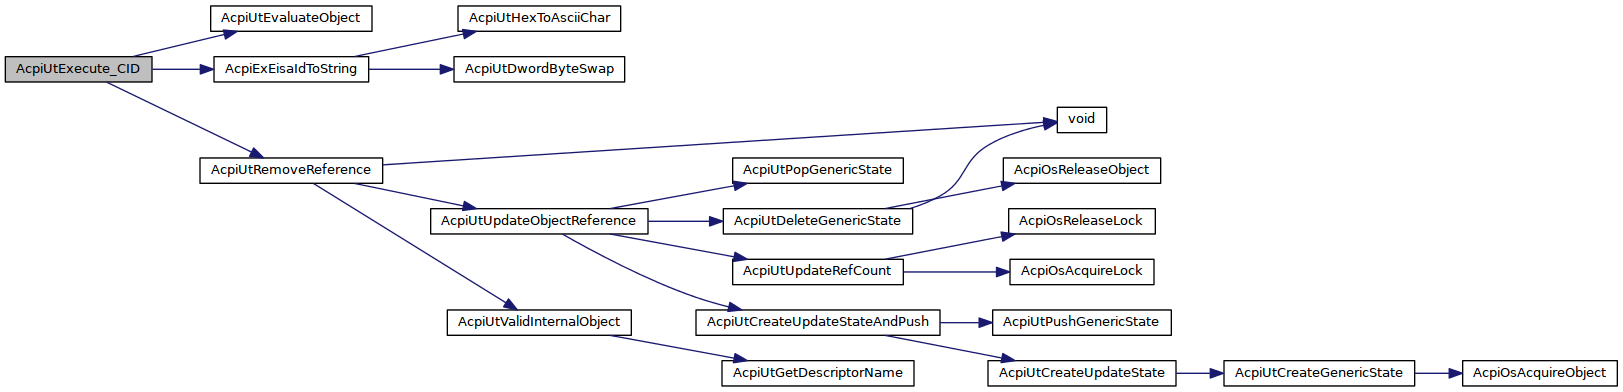 AcpiUtEvaluateObject
AcpiUtHexToAsciiChar
AcpiUtExecute_CID
AcpiExEisaIdToString
AcpiUtDwordByteSwap
void
AcpiUtRemoveReference
AcpiUtPopGenericState
AcpiOsReleaseObject
AcpiUtUpdateObjectReference
AcpiUtDeleteGenericState
AcpiOsReleaseLock
AcpiUtUpdateRefCount
AcpiOsAcquireLock
AcpiUtValidInternalObject
AcpiUtCreateUpdateStateAndPush
AcpiUtPushGenericState
AcpiUtGetDescriptorName
AcpiUtCreateUpdateState
AcpiUtCreateGenericState
AcpiOsAcquireObject